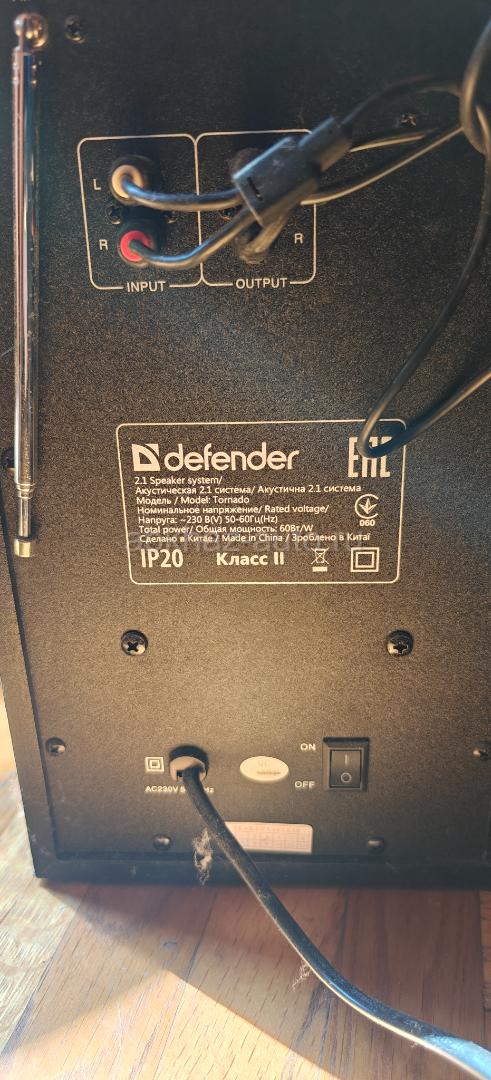 L
R
R
INPUT
OUTPUT
defender
EAC
2.1 Speaker system/
Акустическая 2.1 система/ Акустична 2.1 система
Модель / Model: Tornado
Номинальное напряжение/ Rated voltage/
Напруга: ~230 В(V) 50-60Гц(Hz)
Total power/ Общая мощность: 60Вт/W
Сделано в Китае/ Made in China / Зроблено в Китаї
060
IP20 Класс II
ON
OFF
AC230V